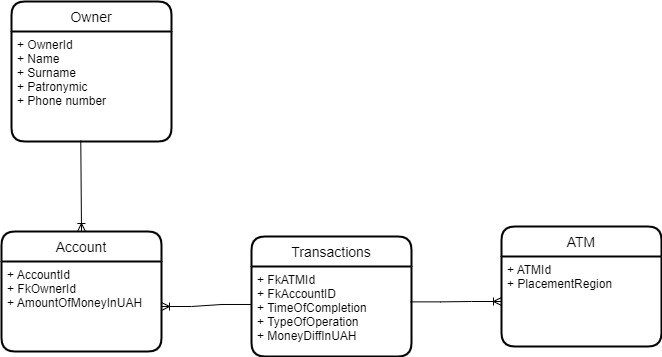 Owner
+ OwnerId
+ Name
+ Surname
+ Patronymic
+ Phone number
Account
+ AccountId
+ FkOwnerId
+ AmountOfMoneyInUAH
Transactions
+ FkATMId
+ FkAccountID
+ TimeOfCompletion
+ TypeOfOperation
+ MoneyDiffInUAH
ATM
+ ATMId
+ PlacementRegion